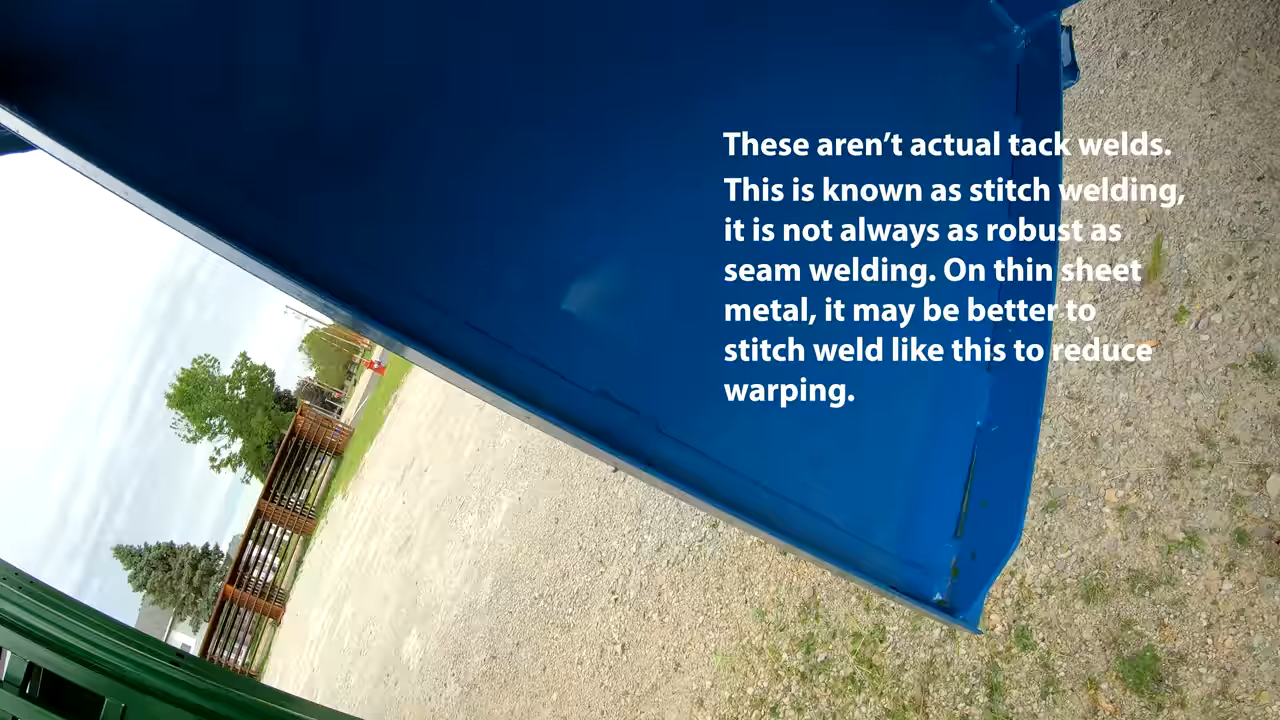 These aren’t actual tack welds.
This is known as stitch welding,
it is not always as robust as
seam welding. On thin sheet
metal, it may be better to
stitch weld like this to reduce
warping.